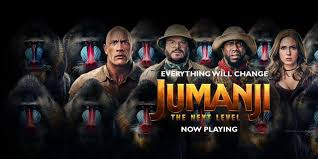 EVERYTHING WILL CHANGE
JUMANJI
THE NEXT LEVEL
NOW PLAYING